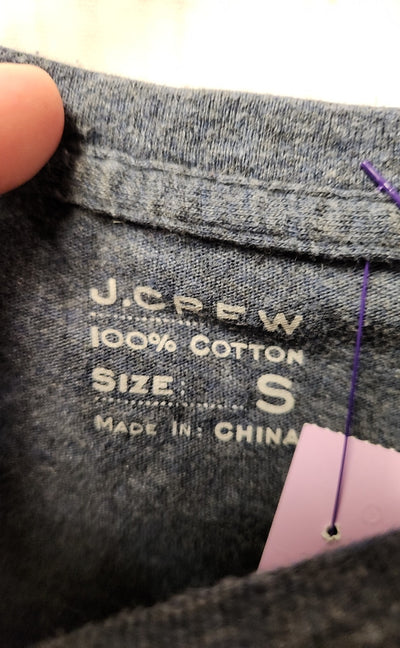 J.CREW
100% COTTON
SIZE: S
MADE IN: CHINA